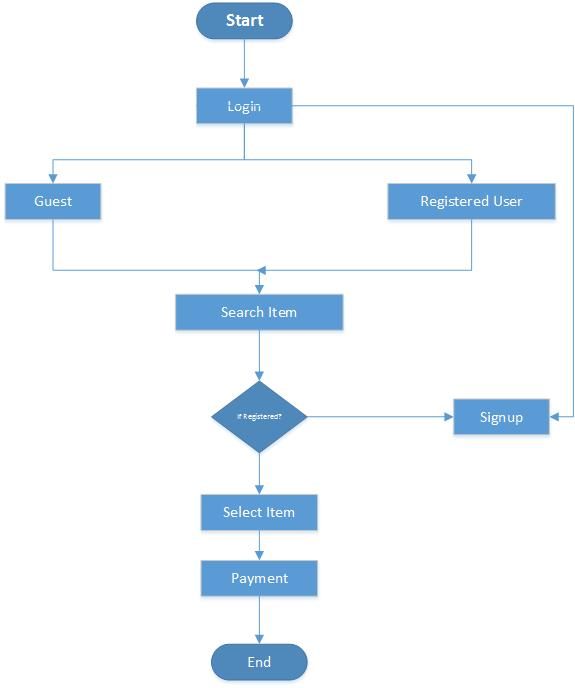 Start
Login
Guest
Registered User
Search Item
If Registered?
Signup
Select Item
Payment
End